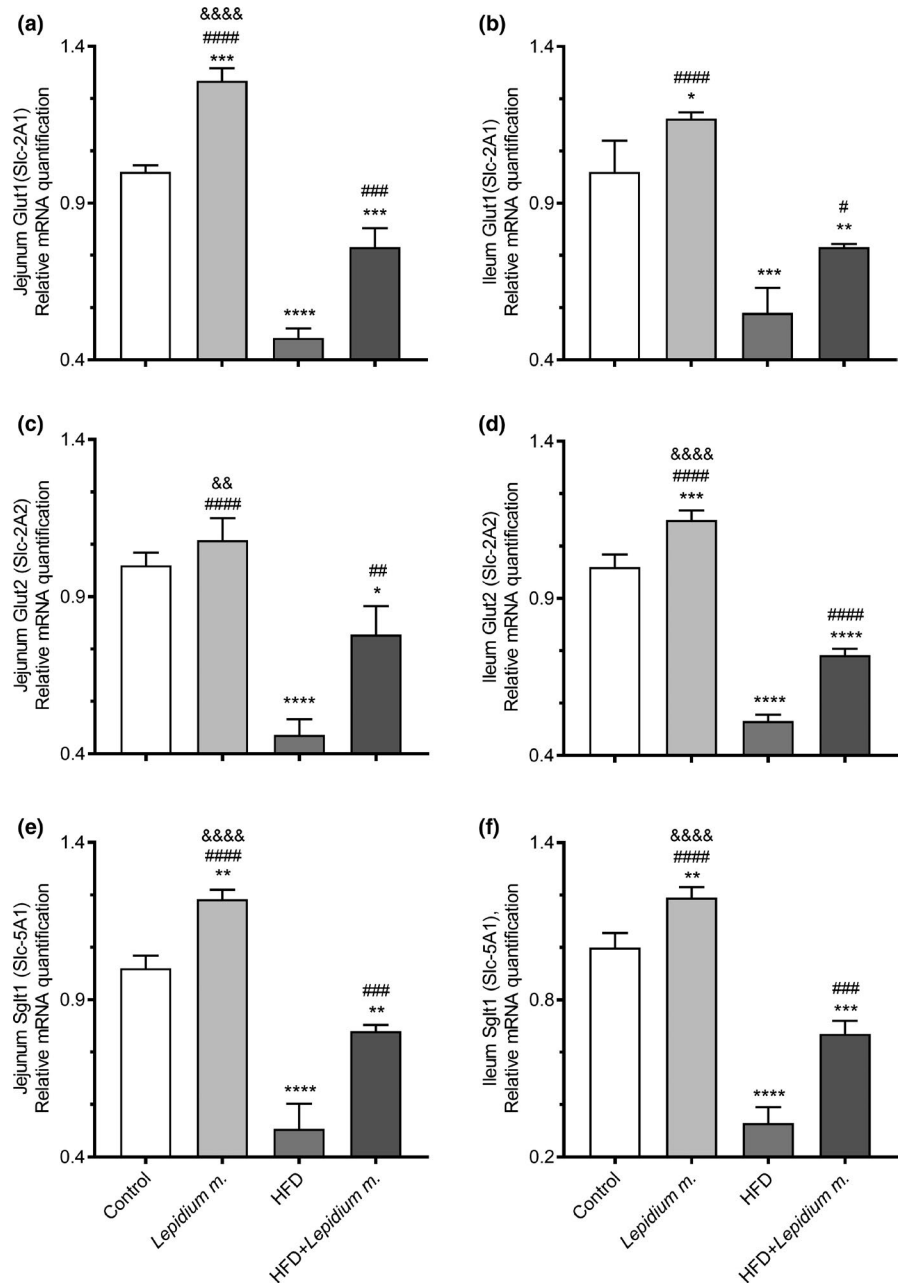 (a)
Jejunum Glut1(Slc-2A1)
Relative mRNA quantification
1.4
0.9
0.4
&&&&
####
***
****
###
***
(b)
Ileum Glut1(Slc-2A1)
Relative mRNA quantification
1.4
0.9
0.4
####
*
***
#
**
(c)
Jejunum Glut2 (Slc-2A2)
Relative mRNA quantification
1.4
0.9
0.4
&&
####
****
##
*
(d)
Ileum Glut2 (Slc-2A2)
Relative mRNA quantification
1.4
0.9
0.4
&&&&
####
***
****
####
****
(e)
Jejunum Sglt1 (Slc-5A1)
Relative mRNA quantification
1.4
0.9
0.4
&&&&
####
**
****
###
**
Control
Lepidium m.
HFD
HFD+Lepidium m.
(f)
Ileum Sglt1 (Slc-5A1),
Relative mRNA quantification
1.4
0.8
0.2
&&&&
####
**
****
###
***
Control
Lepidium m.
HFD
HFD+Lepidium m.